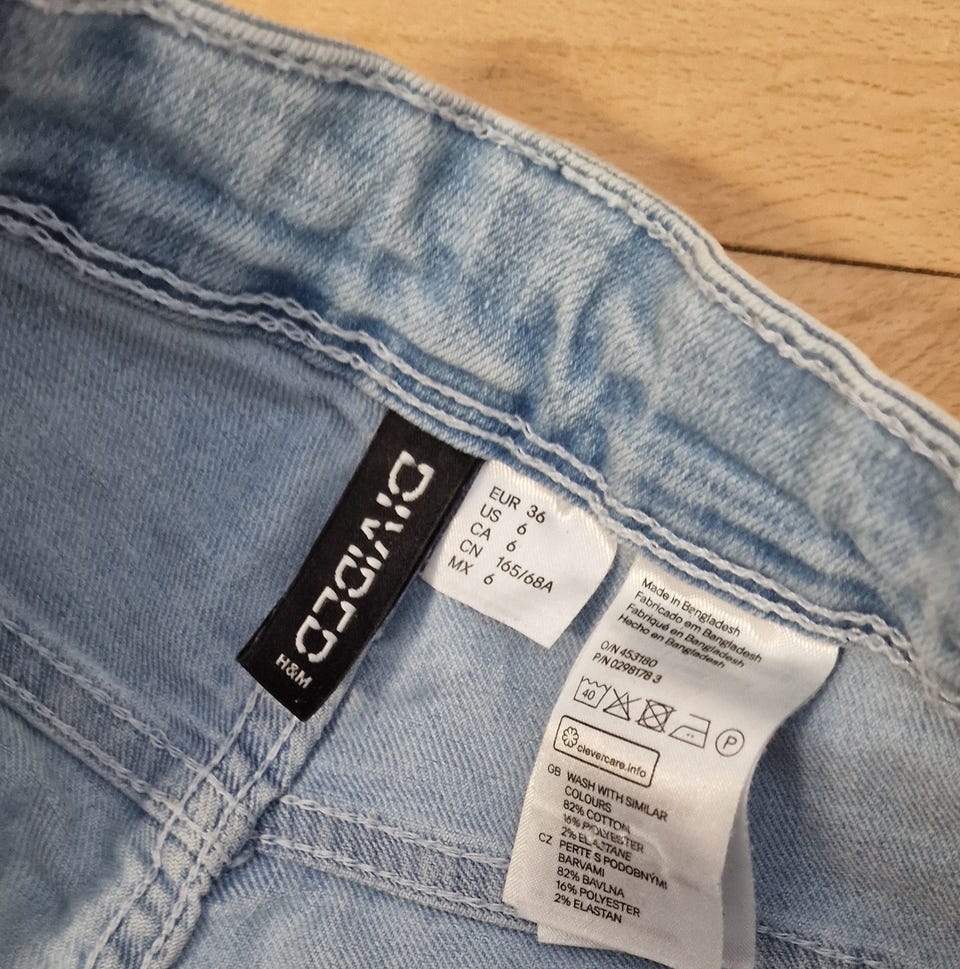 DIVIDED
H&M
EUR 36
US 6
CA 6
CN 165/68A
MX 6
Made in Bangladesh
Fabricado em Bangladesh
Fabriqué en Bangladesh
Hecho en Bangladesh
O/N 453180
P/N 0298178 3
40
P
clevercare.info
GB WASH WITH SIMILAR
COLOURS
82% COTTON
16% POLYESTER
2% ELASTANE
CZ PERTE S PODOBNÝMI
BARVAMI
82% BAVLNA
16% POLYESTER
2% ELASTAN